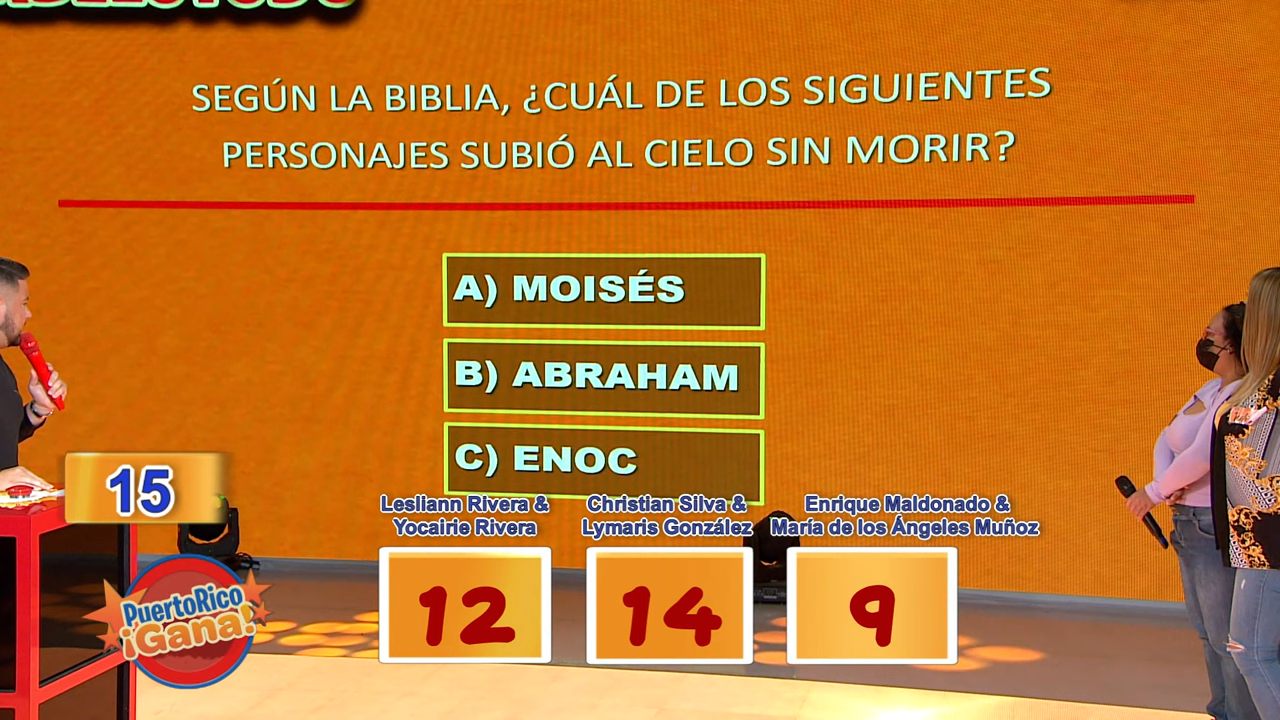 SEGÚN LA BIBLIA, ¿CUÁL DE LOS SIGUIENTES
PERSONAJES SUBIÓ AL CIELO SIN MORIR?
A) MOISÉS
B) ABRAHAM
C) ENOC
15
Lesliann Rivera &
Yocairie Rivera
Christian Silva &
Lymaris González
Enrique Maldonado &
María de los Ángeles Muñoz
12
14
9
PuertoRico
¡Gana!